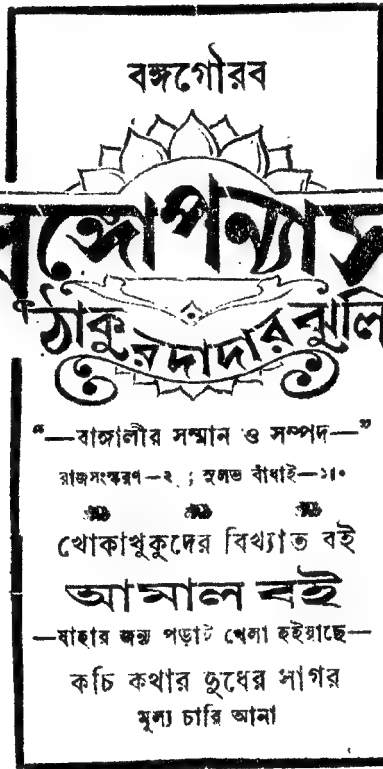 বঙ্গগৌরব
বঙ্গোপন্যাস
ঠাকুরদাদার ঝুলি
“—বাঙ্গালীর সম্মান ও সম্পদ—”
রাজসংস্করণ—২৲ ; সুলভ বাঁধাই—১॥০
খোকাখুকুদের বিখ্যাত বই
আমাল বই
—যাহার জন্য পড়াটা খেলা হইয়াছে—
কচি কথার দুধের সাগর
মূল্য চারি আনা